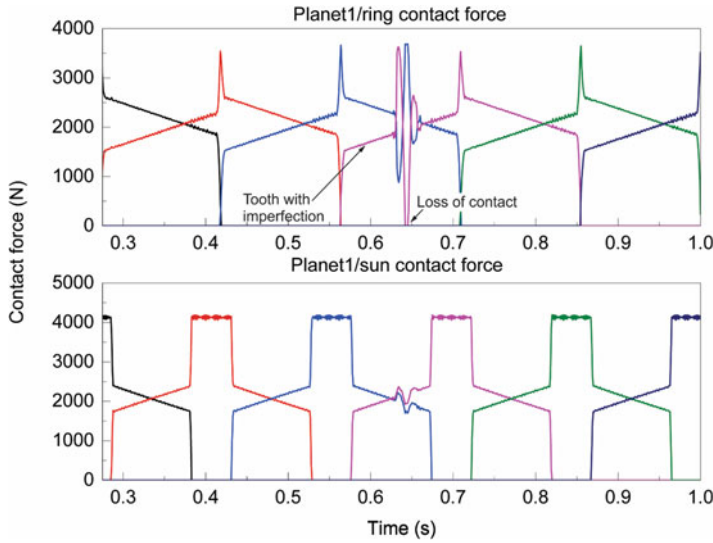 Planet1/ring contact force
4000
3000
2000
1000
0
Tooth with
imperfection
Loss of contact
0.3 0.4 0.5 0.6 0.7 0.8 0.9 1.0
Contact force (N)
Planet1/sun contact force
5000
4000
3000
2000
1000
0
0.3 0.4 0.5 0.6 0.7 0.8 0.9 1.0
Time (s)